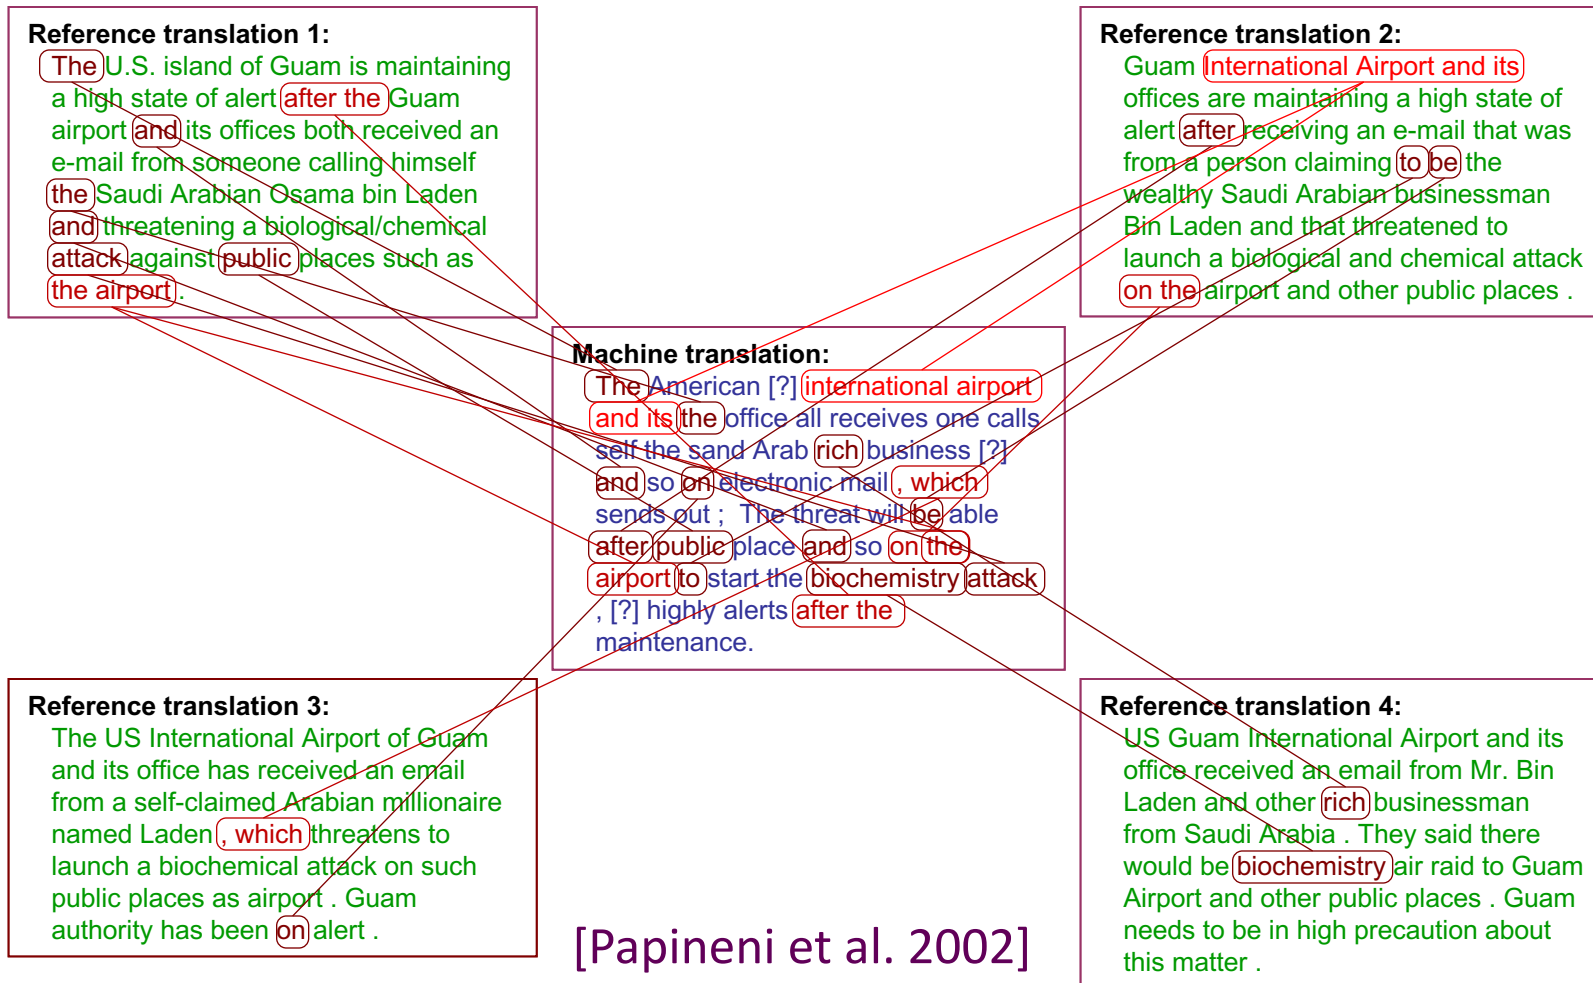 Reference translation 1:
The U.S. island of Guam is maintaining
a high state of alert after the Guam
airport and its offices both received an
e-mail from someone calling himself
the Saudi Arabian Osama bin Laden
and threatening a biological/chemical
attack against public places such as
the airport .
Reference translation 2:
Guam International Airport and its
offices are maintaining a high state of
alert after receiving an e-mail that was
from a person claiming to be the
wealthy Saudi Arabian businessman
Bin Laden and that threatened to
launch a biological and chemical attack
on the airport and other public places .
Machine translation:
The American [?] international airport
and its the office all receives one calls
self the sand Arab rich business [?]
and so on electronic mail , which
sends out ; The threat will be able
after public place and so on the
airport to start the biochemistry attack
, [?] highly alerts after the
maintenance.
Reference translation 3:
The US International Airport of Guam
and its office has received an email
from a self-claimed Arabian millionaire
named Laden , which threatens to
launch a biochemical attack on such
public places as airport . Guam
authority has been on alert .
Reference translation 4:
US Guam International Airport and its
office received an email from Mr. Bin
Laden and other rich businessman
from Saudi Arabia . They said there
would be biochemistry air raid to Guam
Airport and other public places . Guam
needs to be in high precaution about
this matter .
[Papineni et al. 2002]